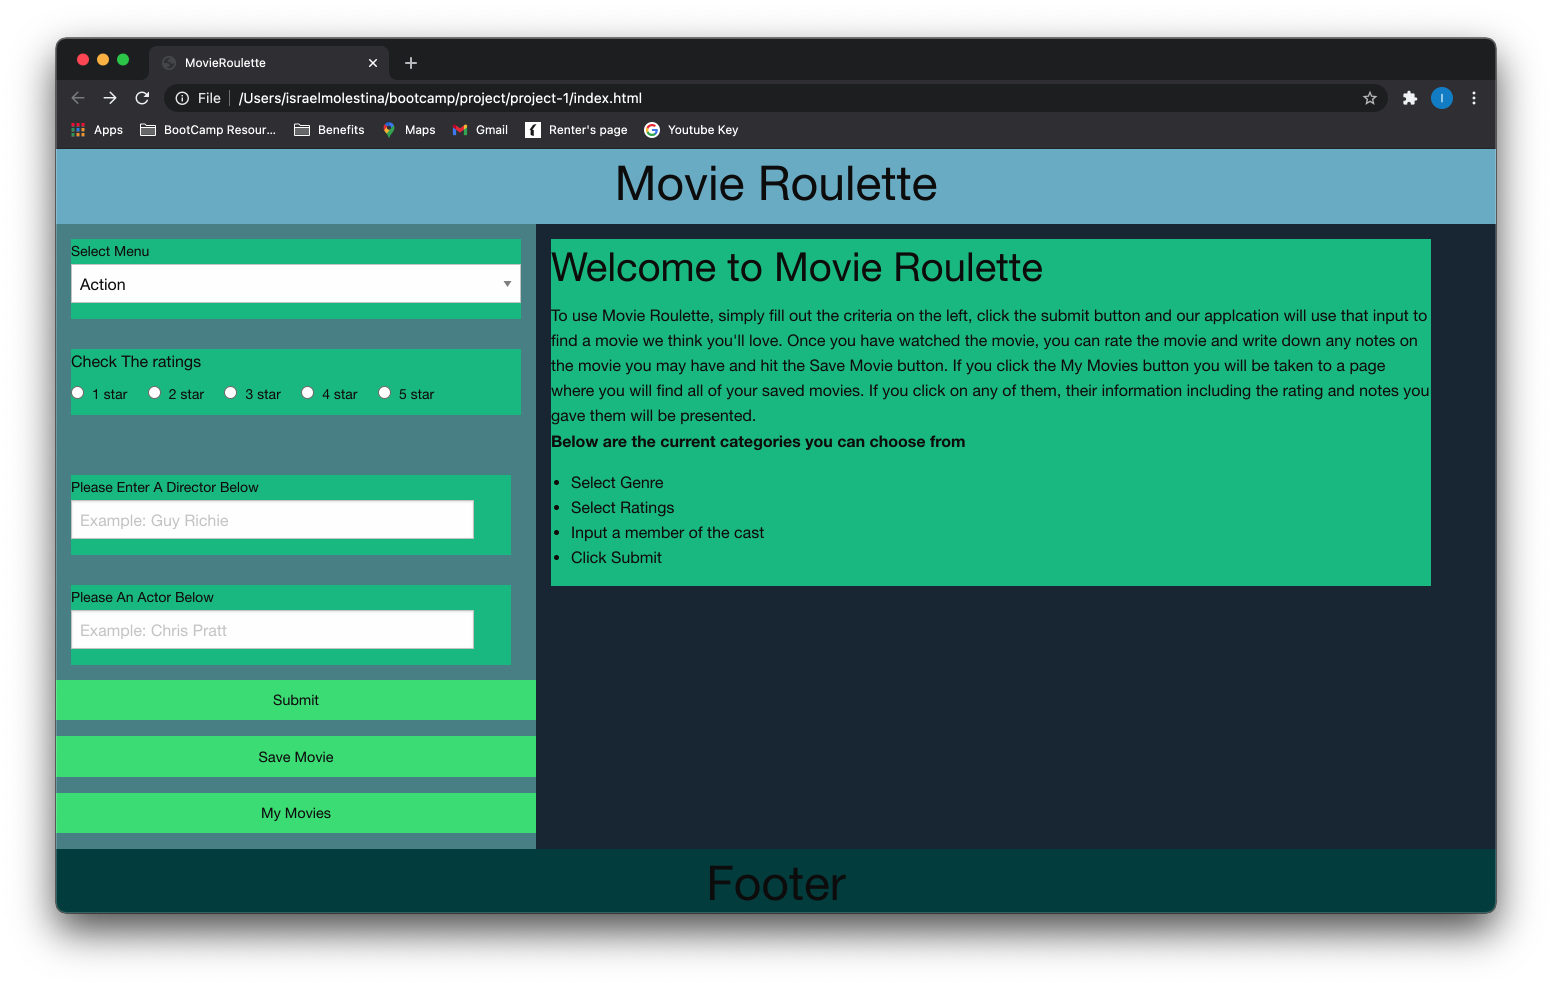 MovieRoulette
File
/Users/israelmolestina/bootcamp/project/project-1/index.html
I
Apps
BootCamp Resour...
Benefits
Maps
Gmail
Renter's page
Youtube Key
Movie Roulette
Select Menu
Action
Check The ratings
1 star 2 star 3 star 4 star 5 star
Please Enter A Director Below
Example: Guy Richie
Please An Actor Below
Example: Chris Pratt
Submit
Save Movie
My Movies
Welcome to Movie Roulette
To use Movie Roulette, simply fill out the criteria on the left, click the submit button and our applcation will use that input to
find a movie we think you'll love. Once you have watched the movie, you can rate the movie and write down any notes on
the movie you may have and hit the Save Movie button. If you click the My Movies button you will be taken to a page
where you will find all of your saved movies. If you click on any of them, their information including the rating and notes you
gave them will be presented.
Below are the current categories you can choose from
• Select Genre
• Select Ratings
• Input a member of the cast
• Click Submit
Footer